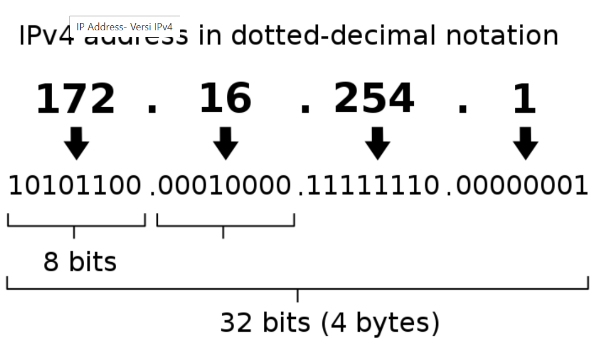 IP Address- Versi IPv4
IPv4 address in dotted-decimal notation
172 . 16 . 254 . 1
10101100 .00010000 .11111110 .00000001
8 bits
32 bits (4 bytes)